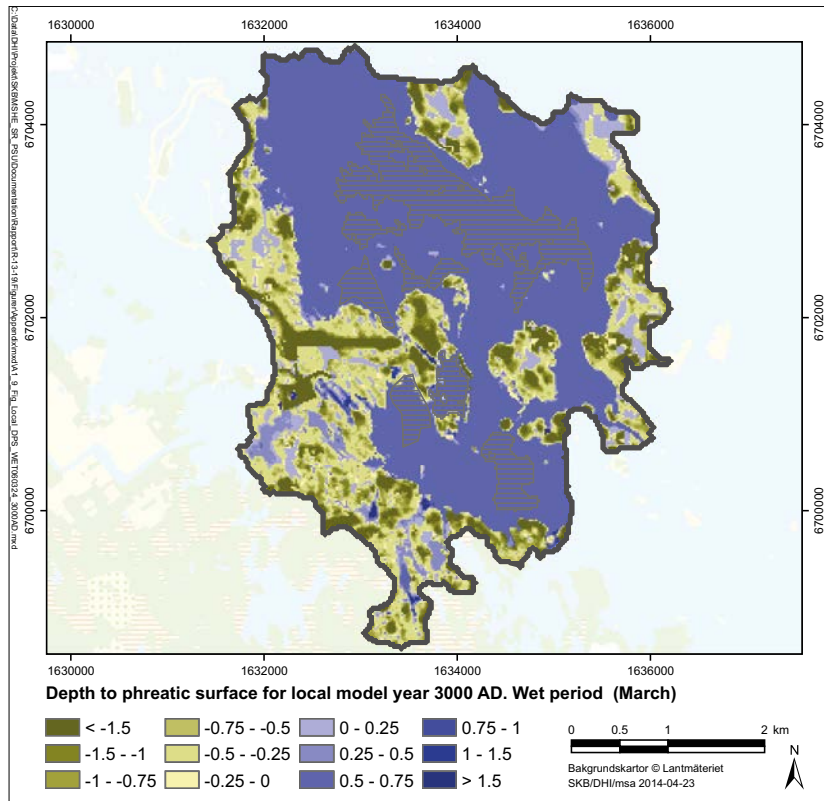 1630000 1632000 1634000 1636000
6704000
6702000
6700000
1630000 1632000 1634000 1636000
Depth to phreatic surface for local model year 3000 AD. Wet period (March)
< -1.5 -0.75 - -0.5 0 - 0.25 0.75 - 1
-1.5 - -1 -0.5 - -0.25 0.25 - 0.5 1 - 1.5
-1 - -0.75 -0.25 - 0 0.5 - 0.75 > 1.5
0 0.5 1 2 km
Bakgrundskartor © Lantmäteriet
SKB/DHI/msa 2014-04-23
N
6704000
6702000
6700000